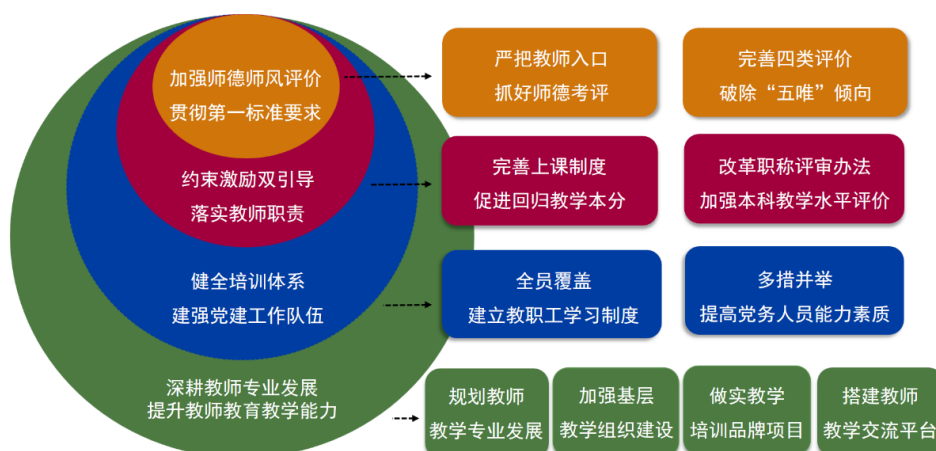 加强师德师风评价
贯彻第一标准要求
严把教师入口
抓好师德考评
完善四类评价
破除“五唯”倾向
约束激励双引导
落实教师职责
完善上课制度
促进回归教学本分
改革职称评审办法
加强本科教学水平评价
健全培训体系
建强党建工作队伍
全员覆盖
建立教职工学习制度
多措并举
提高党务人员能力素质
深耕教师专业发展
提升教师教育教学能力
规划教师
教学专业发展
加强基层
教学组织建设
做实教学
培训品牌项目
搭建教师
教学交流平台